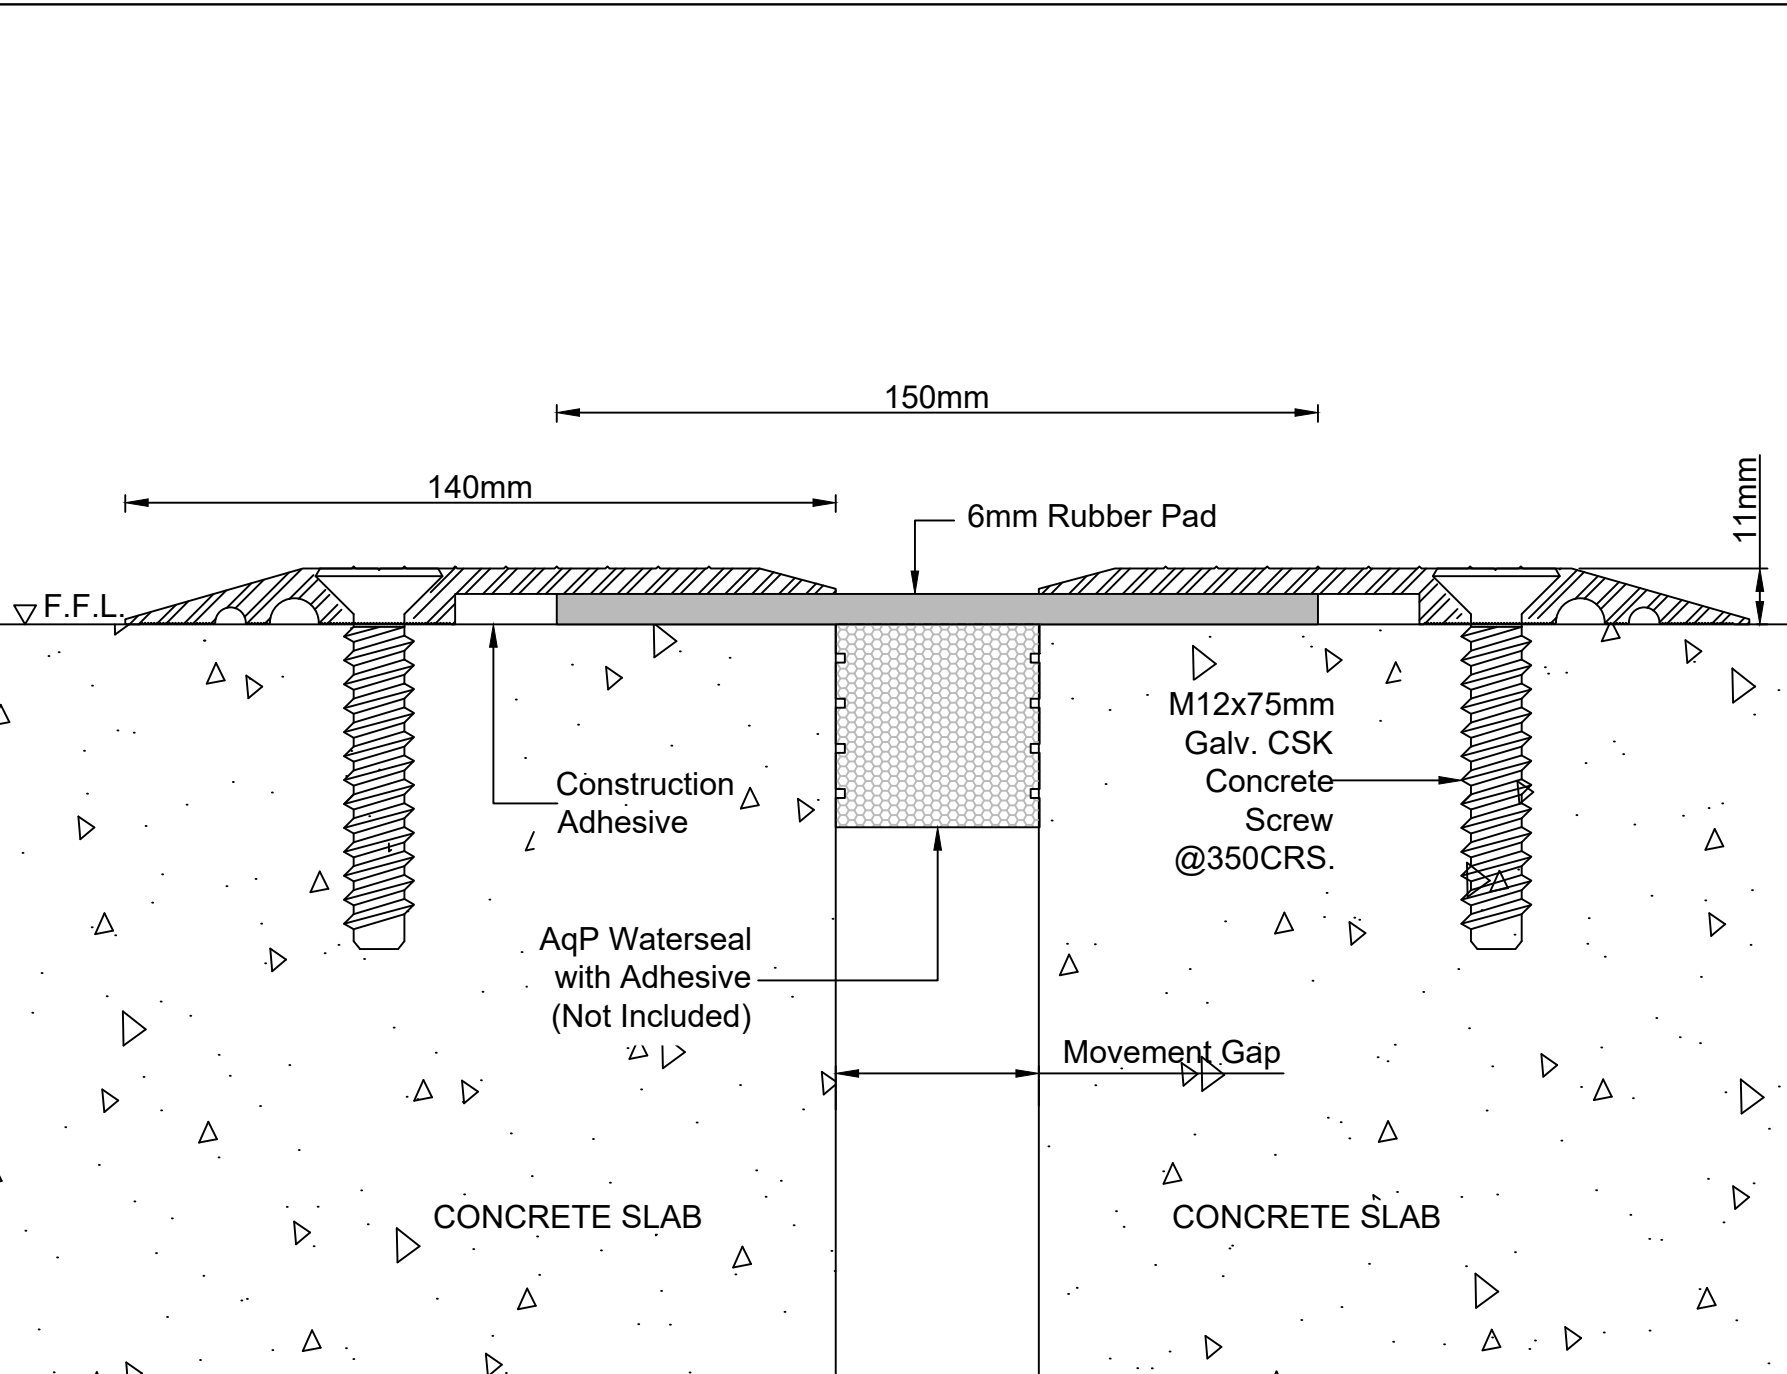 150mm
140mm
6mm Rubber Pad
11mm
F.F.L.
M12x75mm
Galv. CSK
Concrete
Screw
@350CRS.
Construction
Adhesive
AqP Waterseal
with Adhesive
(Not Included)
Movement Gap
CONCRETE SLAB
CONCRETE SLAB